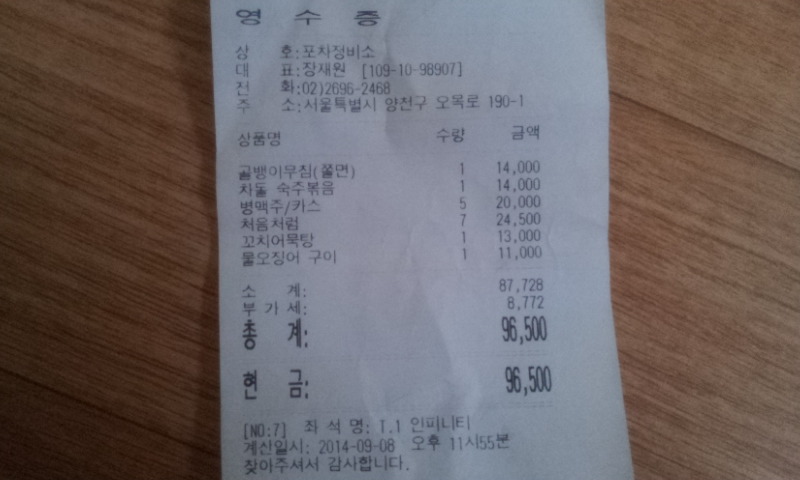 영 수 증
상 호:포차정비소
대 표:장재원 [109-10-98907]
전 화:02)2696-2468
주 소:서울특별시 양천구 오목로 190-1
상품명 수량 금액
골뱅이무침(쫄면) 1 14,000
차돌 숙주볶음 1 14,000
병맥주/카스 5 20,000
처음처럼 7 24,500
꼬치어묵탕 1 13,000
물오징어 구이 1 11,000
소 계: 87,728
부 가 세: 8,772
총 계: 96,500
현 금: 96,500
[NO:7] 좌 석 명: T.1 인피니티
계산일시: 2014-09-08 오후 11시55분
찾아주셔서 감사합니다.